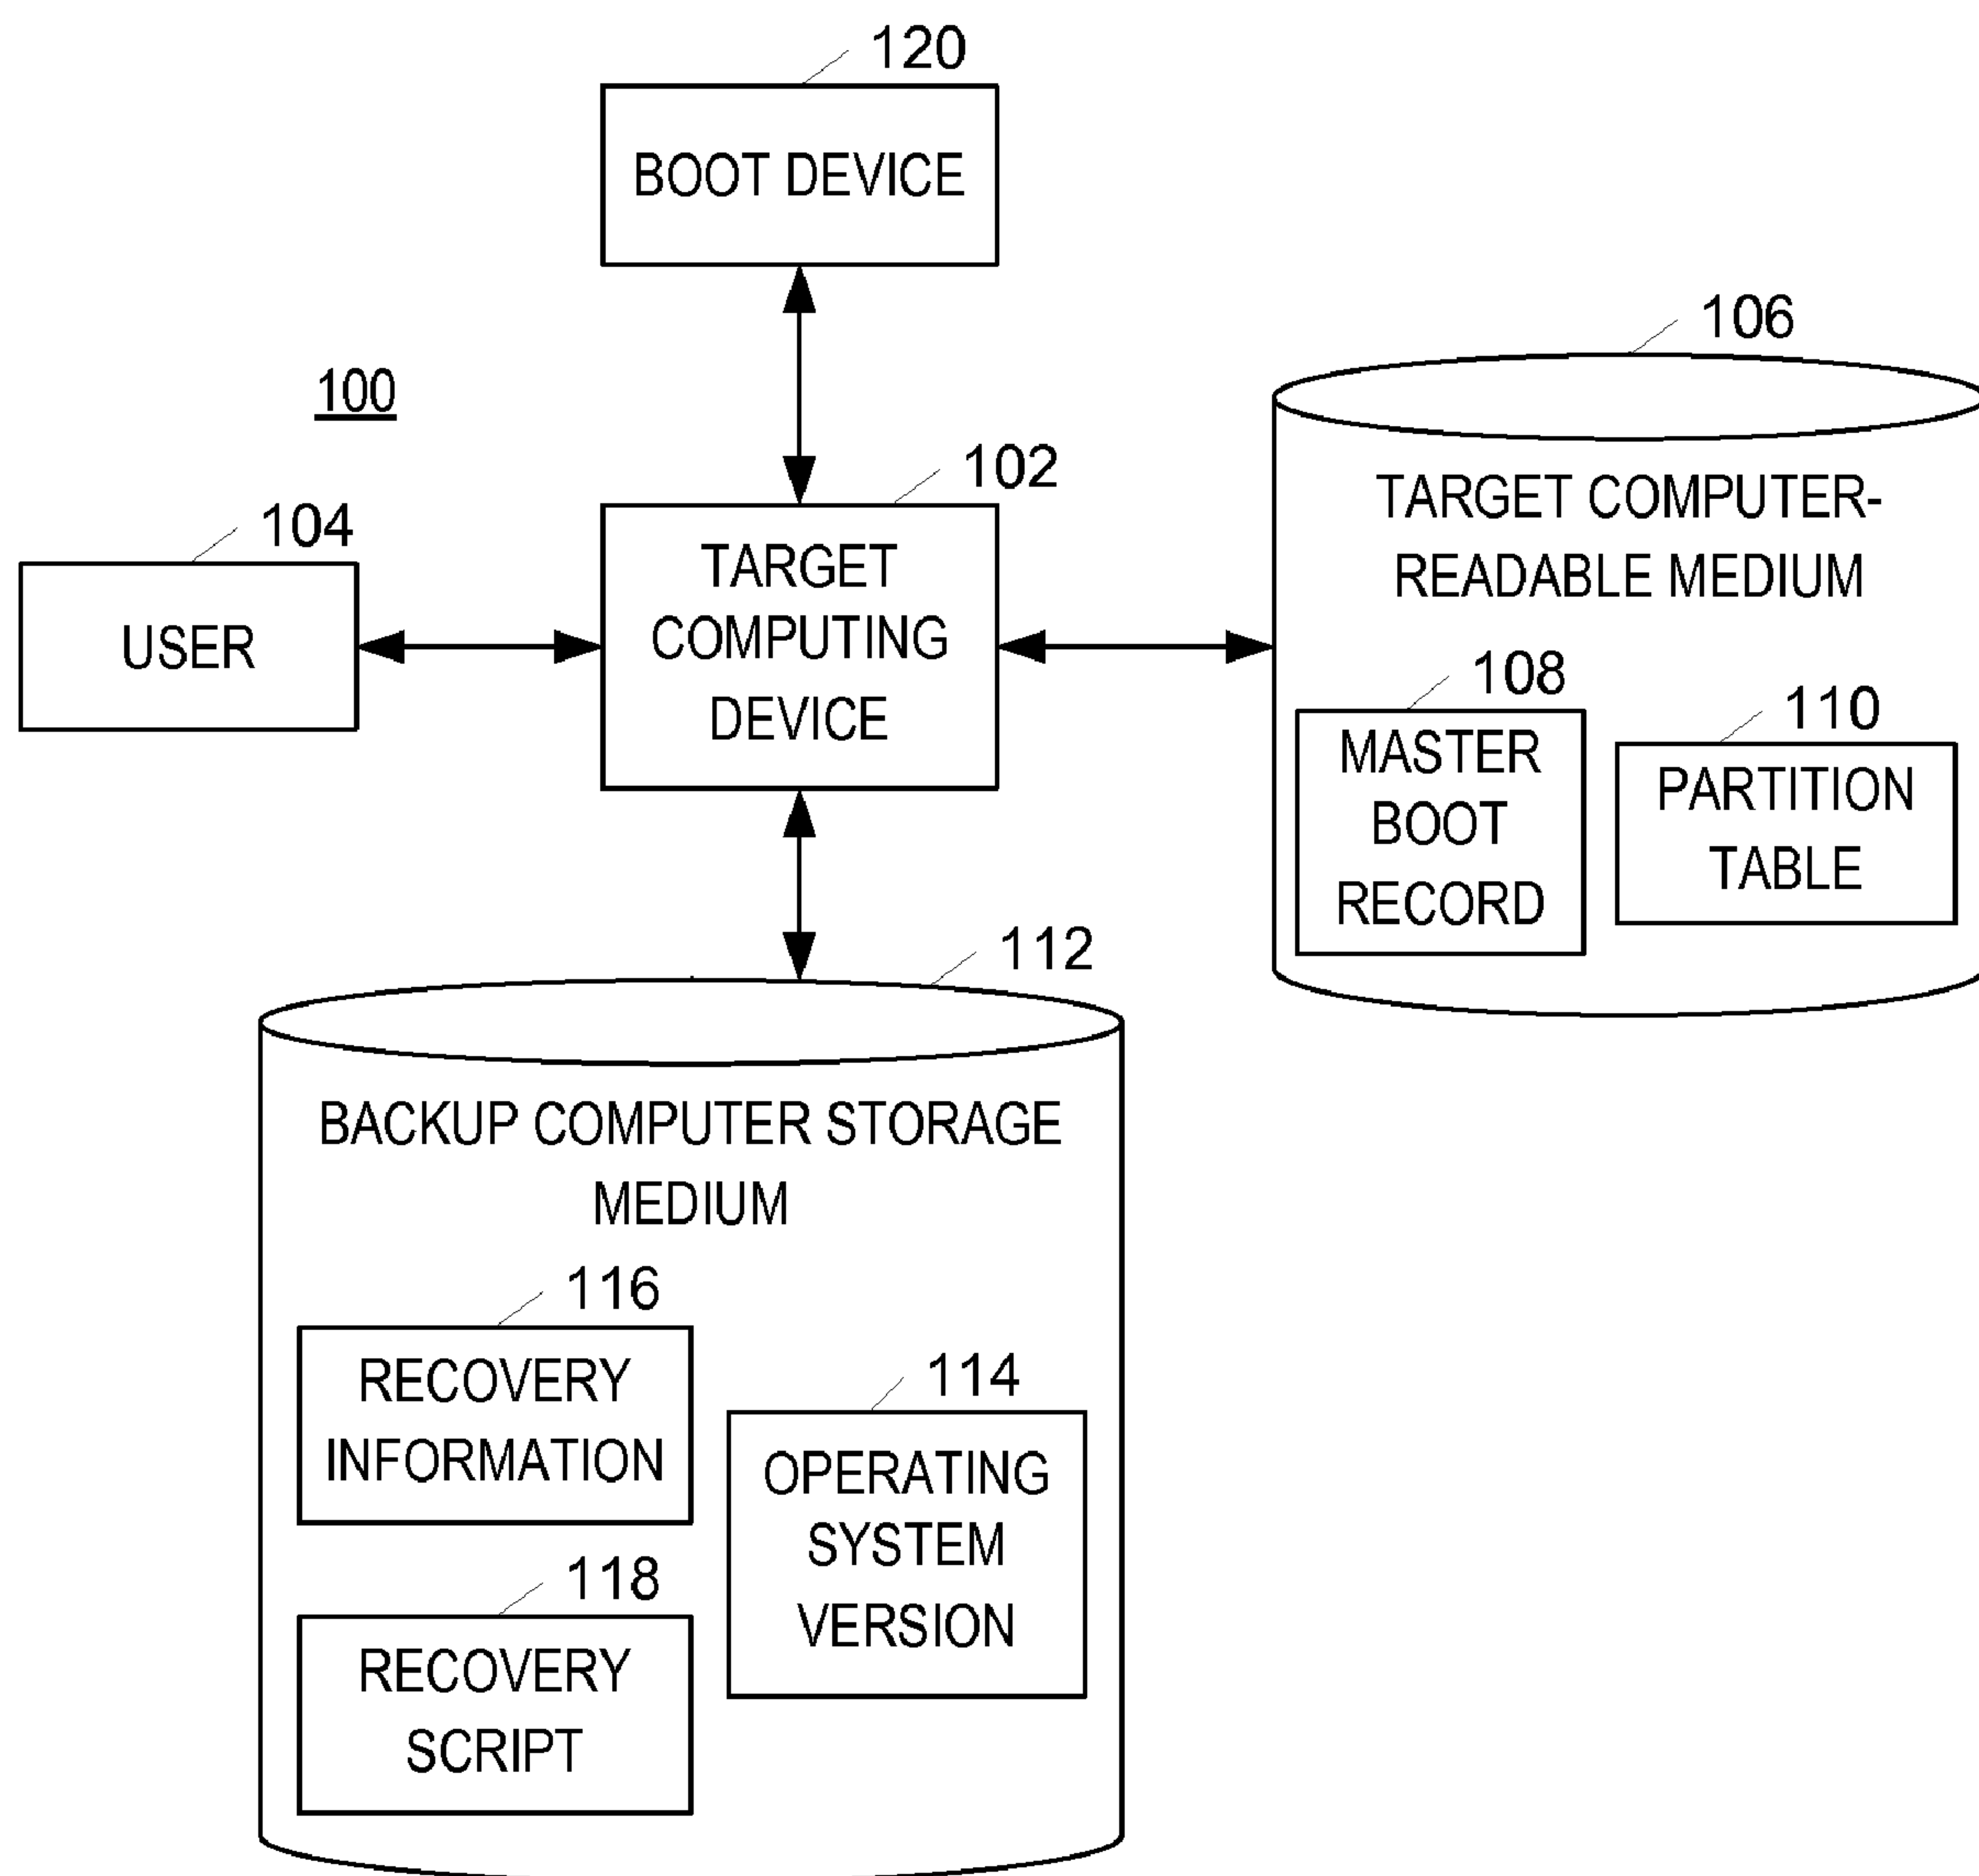 120
BOOT DEVICE
100
102
TARGET
COMPUTING
DEVICE
104
USER
106
TARGET COMPUTER-
READABLE MEDIUM
108
MASTER
BOOT
RECORD
110
PARTITION
TABLE
112
BACKUP COMPUTER STORAGE
MEDIUM
116
RECOVERY
INFORMATION
114
OPERATING
SYSTEM
VERSION
118
RECOVERY
SCRIPT